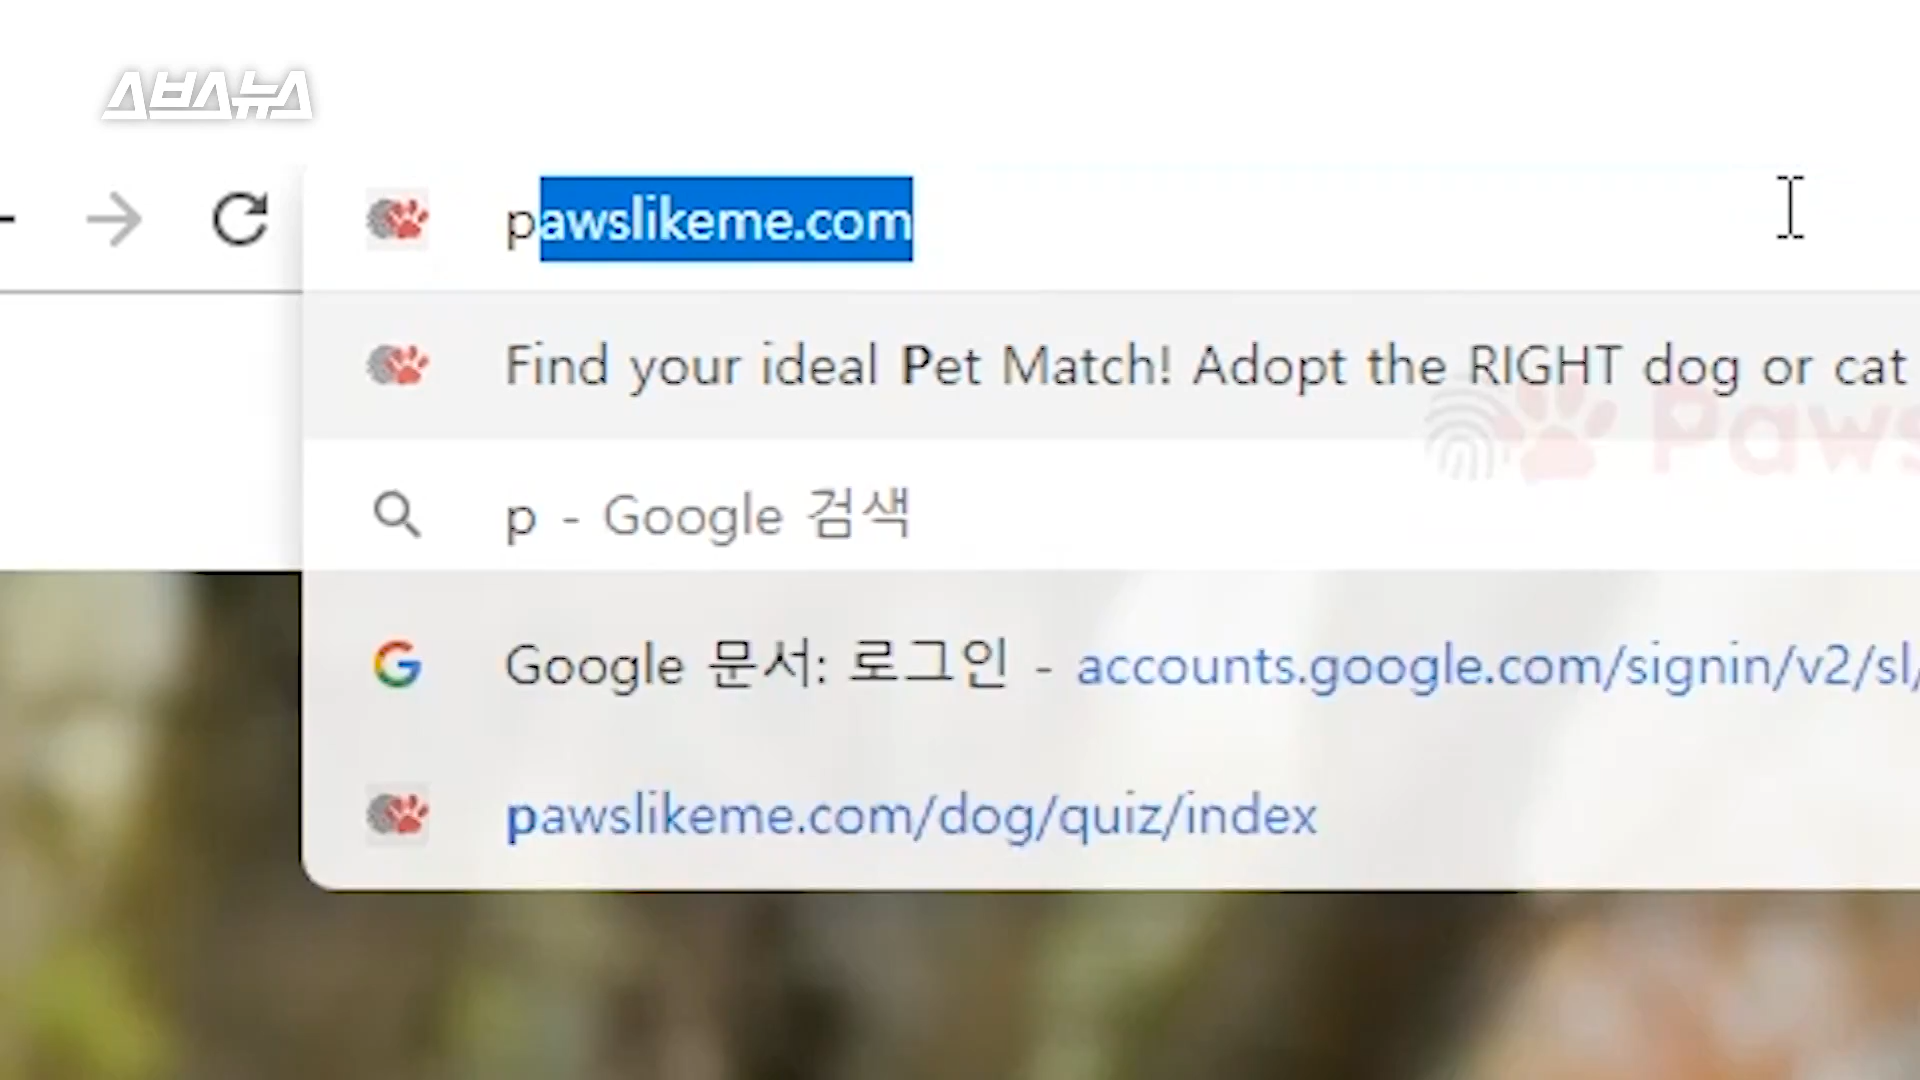 스브스뉴스
pawslikeme.com
Find your ideal Pet Match! Adopt the RIGHT dog or cat
Paws
p - Google 검색
Google 문서: 로그인 - accounts.google.com/signin/v2/sl/
pawslikeme.com/dog/quiz/index